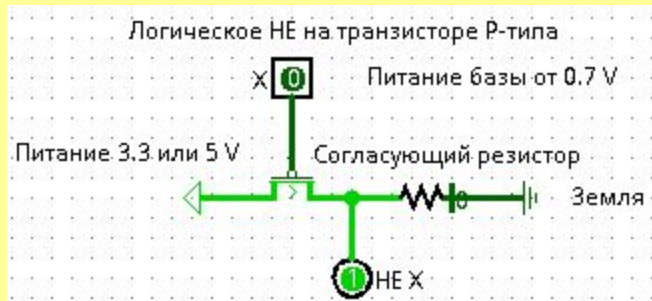 Логическое НЕ на транзисторе P-типа
X 0 Питание базы от 0.7 V
Питание 3.3 или 5 V Согласующий резистор
0 Земля
1 НЕ X